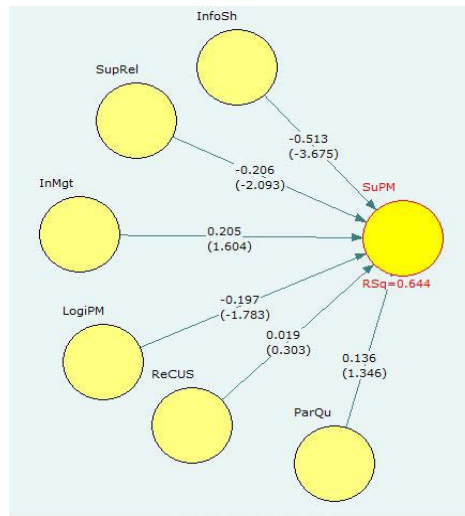 InfoSh
SupRel
-0.513
(-3.675)
-0.206
(-2.093)
InMgt
SuPM
0.205
(1.604)
RSq=0.644
-0.197
(-1.783)
LogiPM
0.019
(0.303)
ReCUS
0.136
(1.346)
ParQu